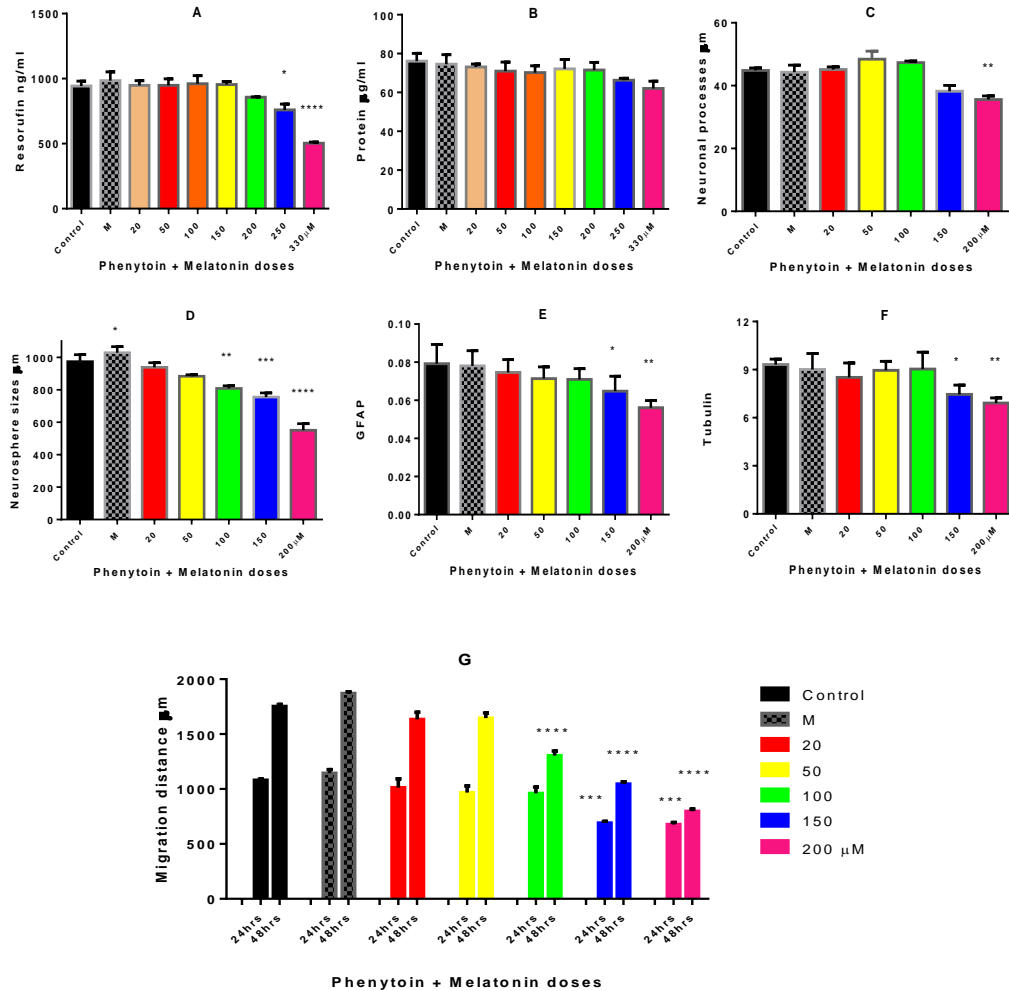 A
Resorufin ng/ml
1500
1000
500
0
*
****
Control
M
20
50
100
150
200
250
330μM
Phenytoin + Melatonin doses
B
Protein μg/ml
100
80
60
40
20
0
Control
M
20
50
100
150
200
250
330μM
Phenytoin + Melatonin doses
C
Neuronal processes μm
60
40
20
0
**
Control
M
20
50
100
150
200μM
Phenytoin + Melatonin doses
D
Neurosphere sizes μm
1000
800
600
400
200
0
*
**
***
****
Control
M
20
50
100
150
200μM
Phenytoin + Melatonin doses
E
GFAP
0.10
0.08
0.06
0.04
0.02
0.00
*
**
Control
M
20
50
100
150
200μM
Phenytoin + Melatonin doses
F
Tubulin
12
9
6
3
0
*
**
Control
M
20
50
100
150
200μM
Phenytoin + Melatonin doses
G
Migration distance μm
2000
1500
1000
500
0
****
***
****
***
****
24hrs
48hrs
24hrs
48hrs
24hrs
48hrs
24hrs
48hrs
24hrs
48hrs
24hrs
48hrs
24hrs
48hrs
Phenytoin + Melatonin doses
Control
M
20
50
100
150
200 μM